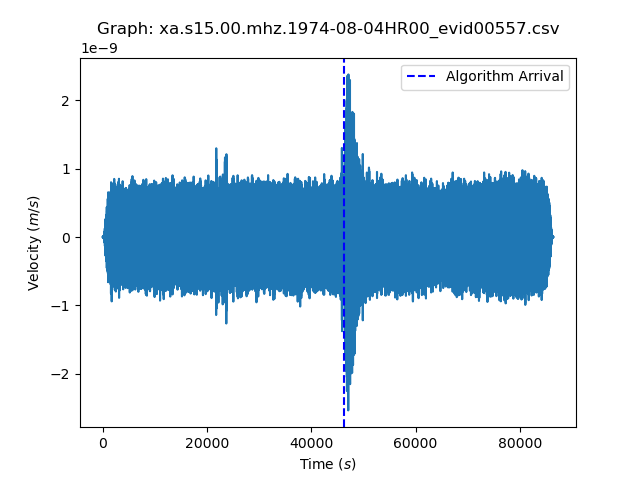 Graph: xa.s15.00.mhz.1974-08-04HR00_evid00557.csv
1e−9
Algorithm Arrival
2
1
0
−1
−2
Velocity (m/s)
0 20000 40000 60000 80000
Time (s)